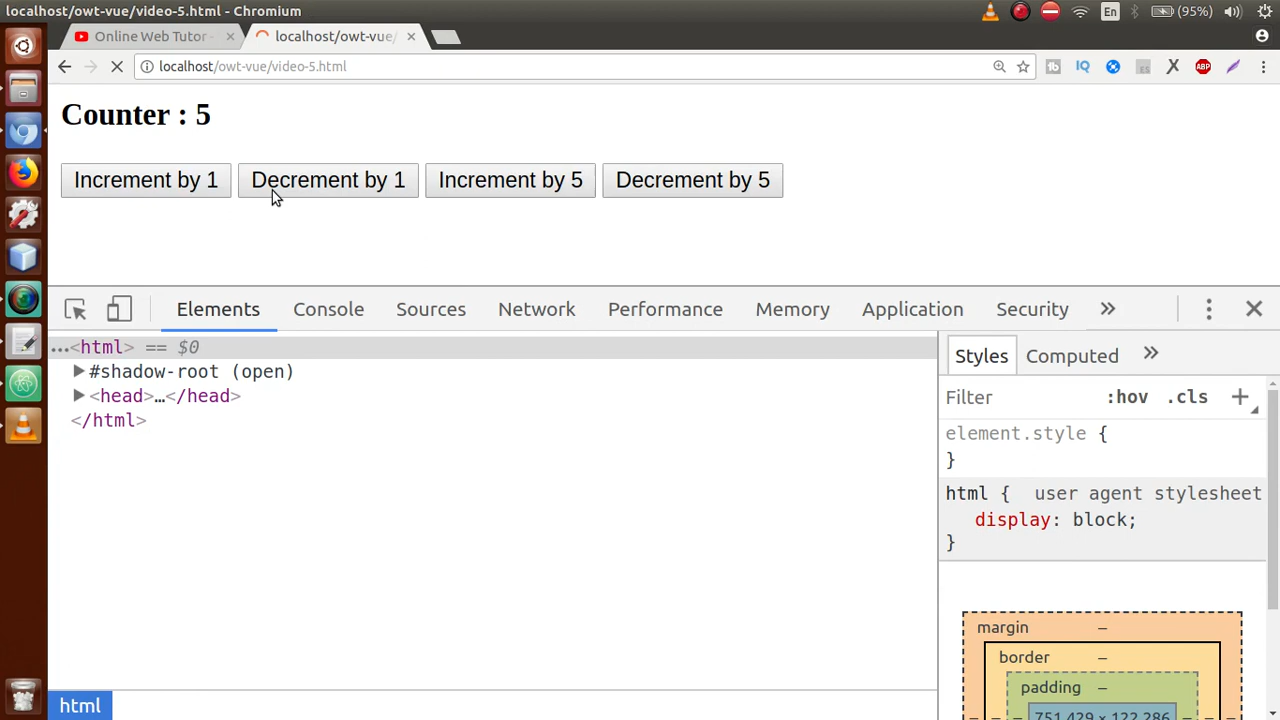 localhost/owt-vue/video-5.html - Chromium
En
(95%)
Online Web Tutor -
localhost/owt-vue/
localhost/owt-vue/video-5.html
fb
IQ
X
ABP
Counter : 5
Increment by 1
Decrement by 1
Increment by 5
Decrement by 5
Elements
Console
Sources
Network
Performance
Memory
Application
Security
»
…<html> == $0
#shadow-root (open)
<head>…</head>
</html>
Styles
Computed
»
Filter
:hov
.cls
+
element.style {
}
html {
user agent stylesheet
display: block;
}
margin
–
border
–
padding
–
751.429 × 122.286
html